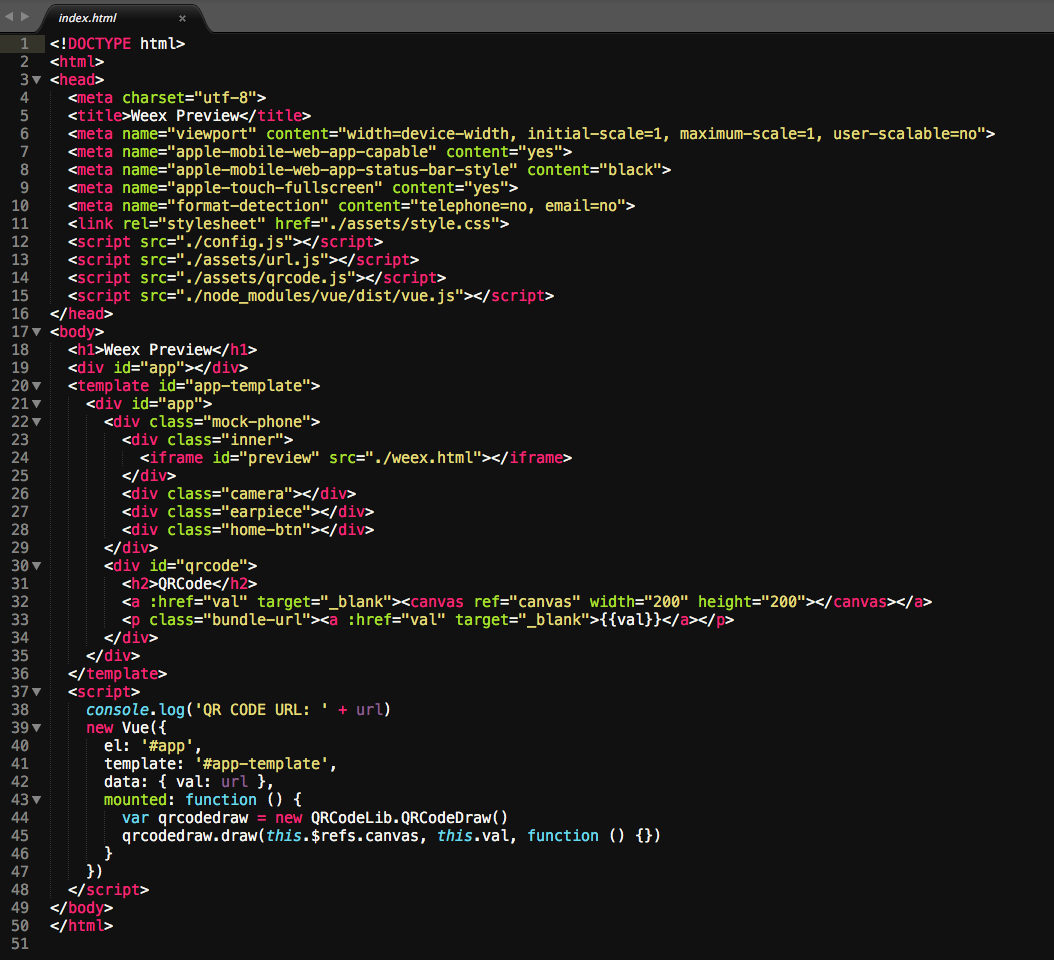 index.html ×
1 <!DOCTYPE html>
2 <html>
3 <head>
4   <meta charset="utf-8">
5   <title>Weex Preview</title>
6   <meta name="viewport" content="width=device-width, initial-scale=1, maximum-scale=1, user-scalable=no">
7   <meta name="apple-mobile-web-app-capable" content="yes">
8   <meta name="apple-mobile-web-app-status-bar-style" content="black">
9   <meta name="apple-touch-fullscreen" content="yes">
10   <meta name="format-detection" content="telephone=no, email=no">
11   <link rel="stylesheet" href="./assets/style.css">
12   <script src="./config.js"></script>
13   <script src="./assets/url.js"></script>
14   <script src="./assets/qrcode.js"></script>
15   <script src="./node_modules/vue/dist/vue.js"></script>
16 </head>
17 <body>
18   <h1>Weex Preview</h1>
19   <div id="app"></div>
20   <template id="app-template">
21     <div id="app">
22       <div class="mock-phone">
23         <div class="inner">
24           <iframe id="preview" src="./weex.html"></iframe>
25         </div>
26         <div class="camera"></div>
27         <div class="earpiece"></div>
28         <div class="home-btn"></div>
29       </div>
30       <div id="qrcode">
31         <h2>QRCode</h2>
32         <a :href="val" target="_blank"><canvas ref="canvas" width="200" height="200"></canvas></a>
33         <p class="bundle-url"><a :href="val" target="_blank">{{val}}</a></p>
34       </div>
35     </div>
36   </template>
37   <script>
38     console.log('QR CODE URL: ' + url)
39     new Vue({
40       el: '#app',
41       template: '#app-template',
42       data: { val: url },
43       mounted: function () {
44         var qrcodedraw = new QRCodeLib.QRCodeDraw()
45         qrcodedraw.draw(this.$refs.canvas, this.val, function () {})
46       }
47     })
48   </script>
49 </body>
50 </html>
51